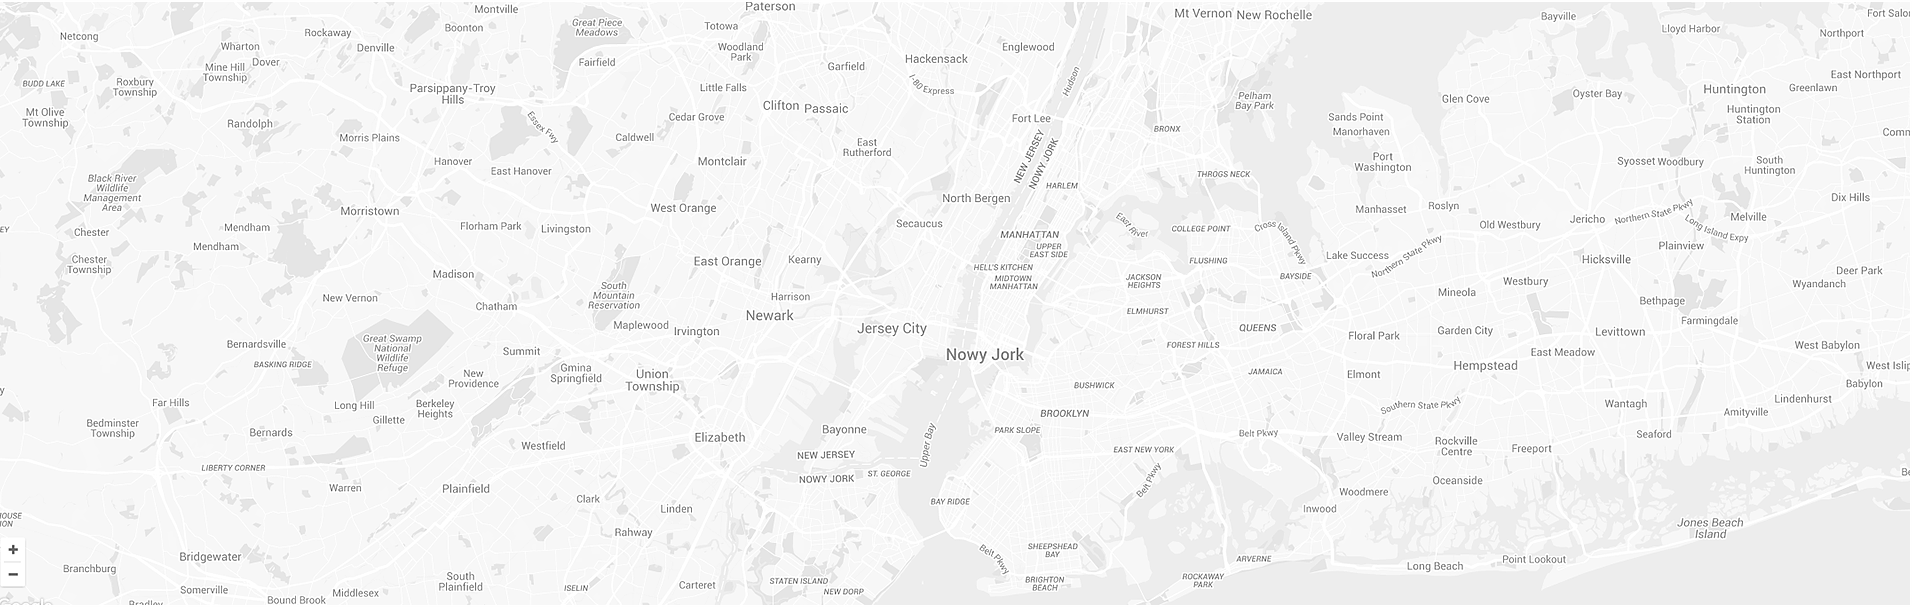 Montville
Paterson
Mt Vernon
New Rochelle
Bayville
Fort Salon
Netcong
Rockaway
Boonton
Great Piece
Meadows
Totowa
Lloyd Harbor
Northport
Wharton
Dover
Denville
Woodland
Park
Englewood
Hackensack
Mine Hill
Township
Fairfield
Garfield
East Northport
BUDD LAKE
Roxbury
Township
Parsippany-Troy
Hills
Little Falls
I-80 Express
Hudson
Pelham
Bay Park
Glen Cove
Oyster Bay
Huntington
Greenlawn
Mt Olive
Township
Clifton
Passaic
Cedar Grove
Fort Lee
Sands Point
Manorhaven
Huntington
Station
Comm
Randolph
Morris Plains
Essex Fwy
Caldwell
East
Rutherford
BRONX
Hanover
East Hanover
Montclair
NEW JERSEY
NOWY JORK
Port
Washington
Syosset
Woodbury
South
Huntington
Black River
Wildlife
Management
Area
THROGS NECK
HARLEM
Morristown
West Orange
North Bergen
Manhasset
Roslyn
Dix Hills
Jericho
Northern State Pkwy
Melville
EY
Chester
Mendham
Mendham
Florham Park
Livingston
Secaucus
MANHATTAN
East River
COLLEGE POINT
Cross Island Pkwy
Old Westbury
Long Island Expy
Plainview
Chester
Township
Madison
East Orange
Kearny
UPPER
EAST SIDE
HELL'S KITCHEN
MIDTOWN
MANHATTAN
FLUSHING
JACKSON
HEIGHTS
BAYSIDE
Lake Success
Northern State Pkwy
Hicksville
Deer Park
Wyandanch
New Vernon
Chatham
South
Mountain
Reservation
Harrison
Newark
Mineola
Westbury
Bethpage
Farmingdale
Great Swamp
National
Wildlife
Refuge
Maplewood
Irvington
Jersey City
ELMHURST
QUEENS
Floral Park
Garden City
Levittown
Bernardsville
BASKING RIDGE
Summit
Nowy Jork
FOREST HILLS
East Meadow
West Babylon
New
Providence
Gmina
Springfield
Union
Township
BUSHWICK
JAMAICA
Elmont
Hempstead
West Islip
Babylon
y
Far Hills
Long Hill
Gillette
Berkeley
Heights
BROOKLYN
Southern State Pkwy
Wantagh
Amityville
Lindenhurst
Bedminster
Township
Bernards
Westfield
Elizabeth
Bayonne
Upper Bay
PARK SLOPE
EAST NEW YORK
Belt Pkwy
Valley Stream
Rockville
Centre
Freeport
Seaford
LIBERTY CORNER
NEW JERSEY
NOWY JORK
ST. GEORGE
Belt Pkwy
Warren
Plainfield
Clark
Linden
BAY RIDGE
Woodmere
Oceanside
Inwood
Be
HOUSE
ION
Rahway
Jones Beach
Island
+
−
Bridgewater
Branchburg
Somerville
Bradley
Bound Brook
Middlesex
South
Plainfield
ISELIN
Carteret
STATEN ISLAND
NEW DORP
Belt Pkwy
SHEEPSHEAD
BAY
BRIGHTON
BEACH
ROCKAWAY
PARK
ARVERNE
Long Beach
Point Lookout